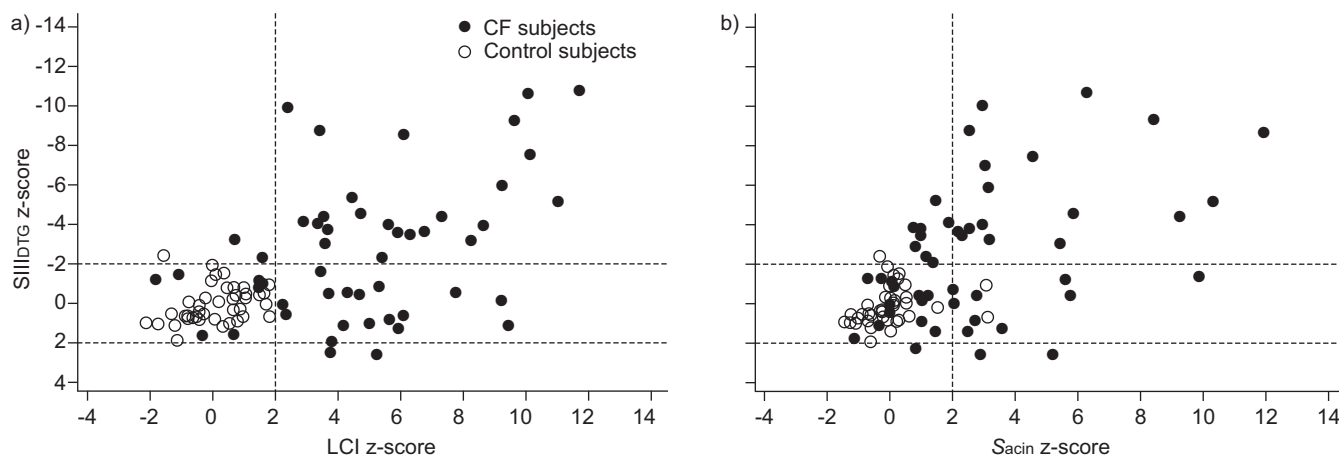 a)
b)
CF subjects
Control subjects
SIIIDTG z-score
-14
-12
-10
-8
-6
-4
-2
0
2
4
-4 -2 0 2 4 6 8 10 12 14
LCI z-score
-4 -2 0 2 4 6 8 10 12 14
Sacin z-score